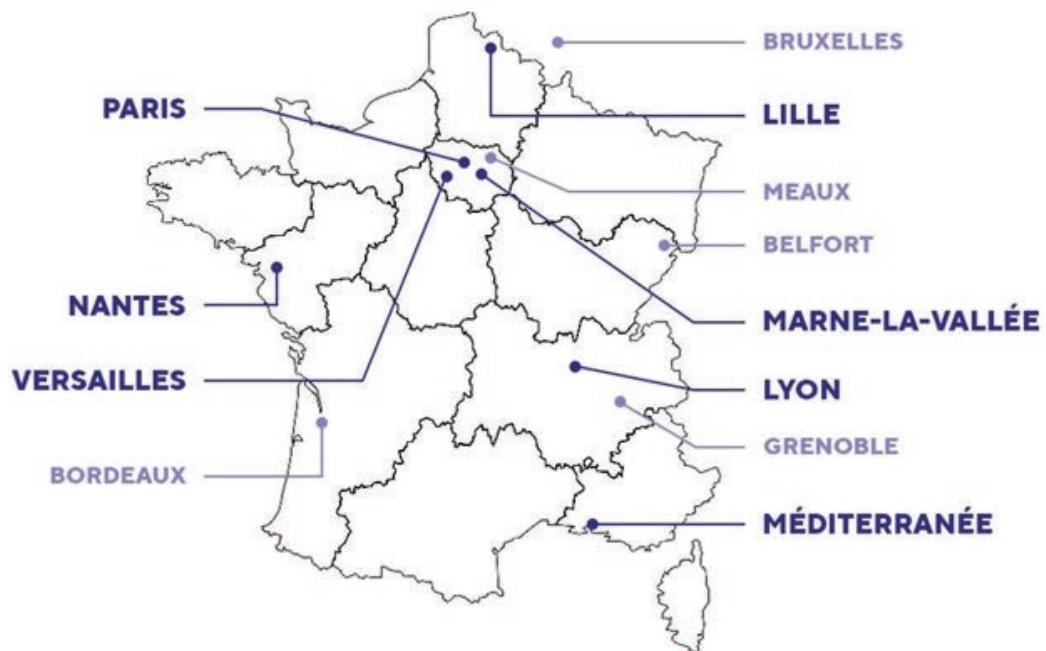 BRUXELLES
PARIS
LILLE
MEAUX
BELFORT
NANTES
MARNE-LA-VALLÉE
VERSAILLES
LYON
GRENOBLE
BORDEAUX
MÉDITERRANÉE